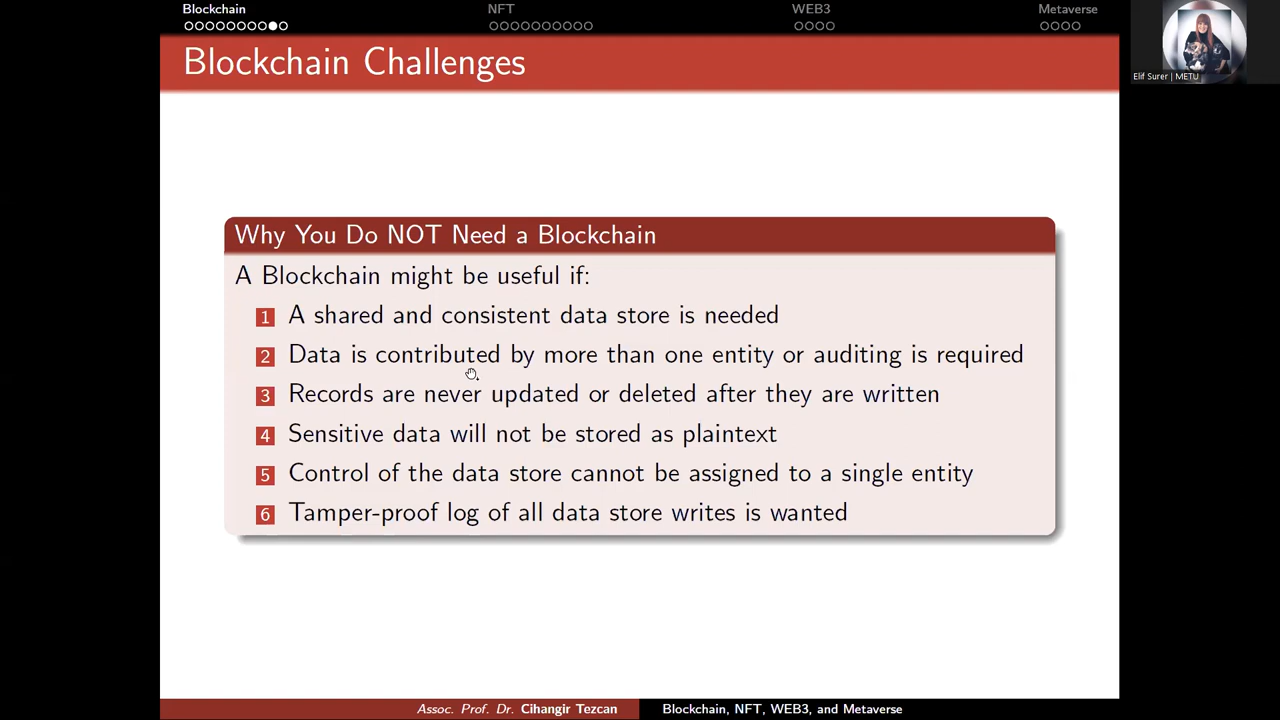 Blockchain
NFT
WEB3
Metaverse
Elif Surer | METU
Blockchain Challenges
Why You Do NOT Need a Blockchain
A Blockchain might be useful if:
1 A shared and consistent data store is needed
2 Data is contributed by more than one entity or auditing is required
3 Records are never updated or deleted after they are written
4 Sensitive data will not be stored as plaintext
5 Control of the data store cannot be assigned to a single entity
6 Tamper-proof log of all data store writes is wanted
Assoc. Prof. Dr. Cihangir Tezcan
Blockchain, NFT, WEB3, and Metaverse